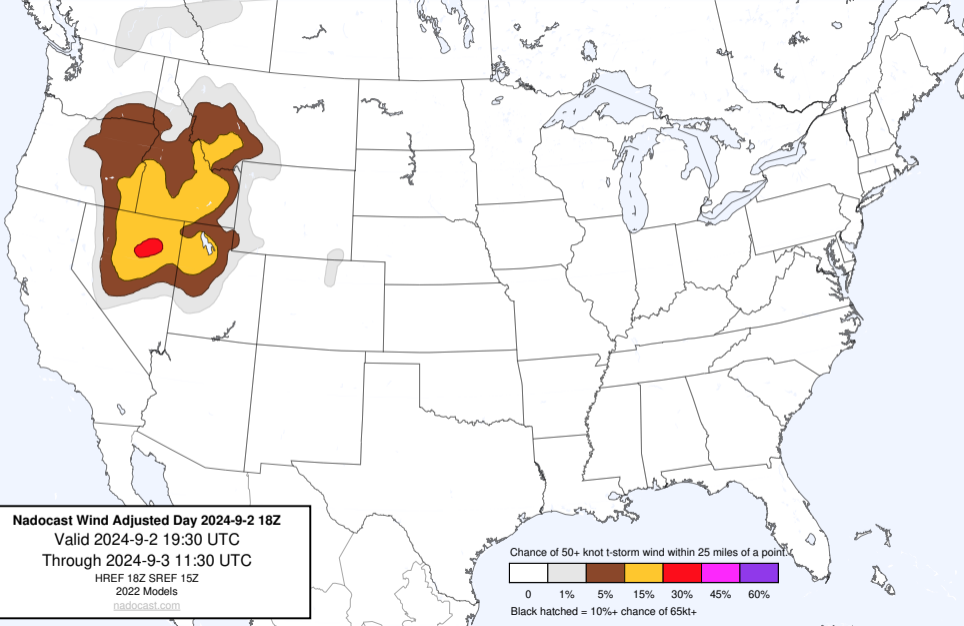 Nadocast Wind Adjusted Day 2024-9-2 18Z
Valid 2024-9-2 19:30 UTC
Through 2024-9-3 11:30 UTC
HREF 18Z SREF 15Z
2022 Models
nadocast.com
Chance of 50+ knot t-storm wind within 25 miles of a point.
0 1% 5% 15% 30% 45% 60%
Black hatched = 10%+ chance of 65kt+